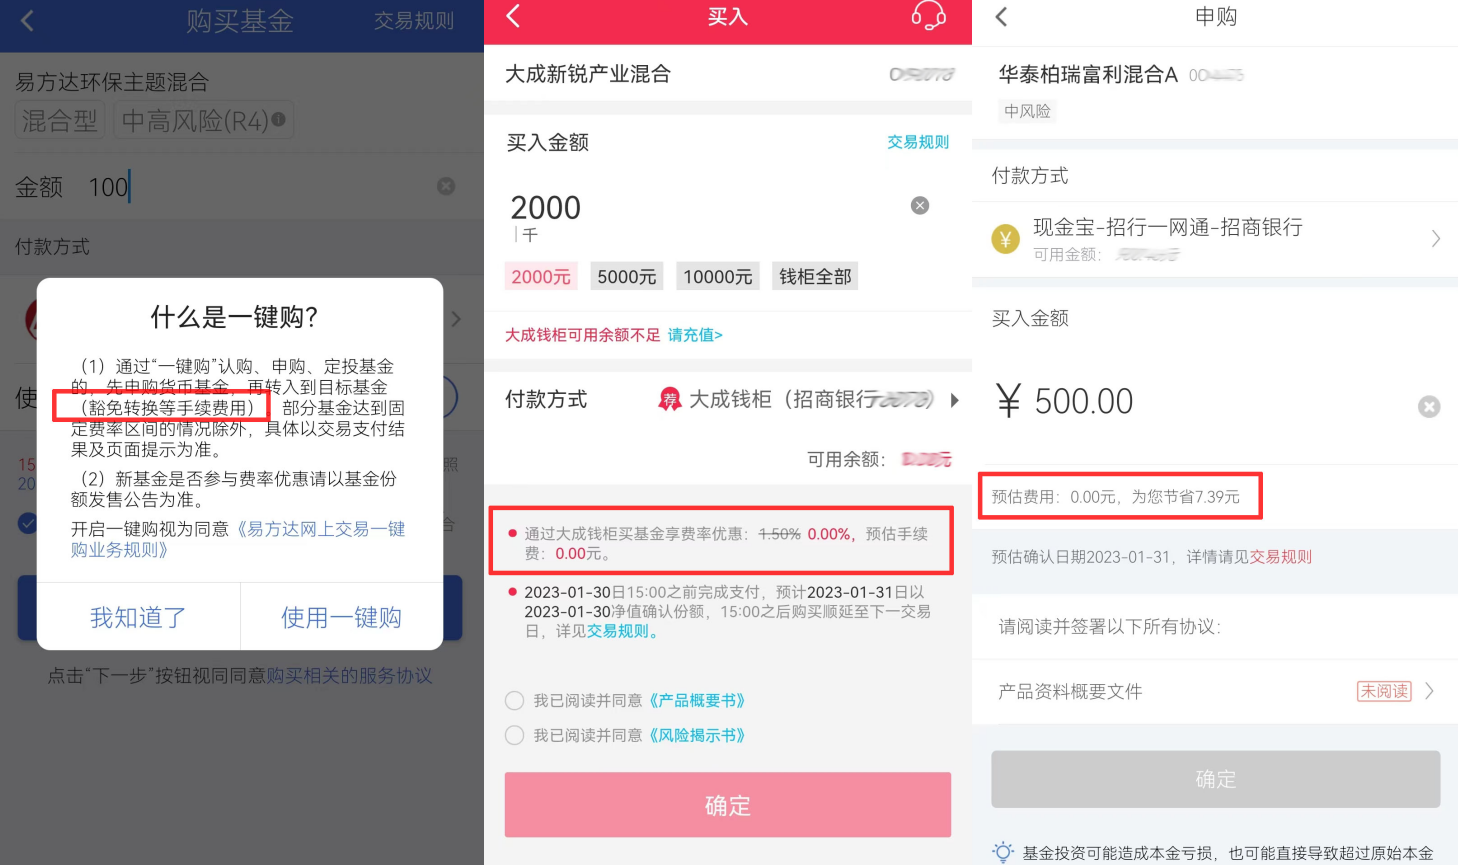 购买基金
交易规则
易方达环保主题混合
混合型 中高风险(R4)
金额 100
付款方式
什么是一键购?
（1）通过“一键购”认购、申购、定投基金
的，先申购货币基金，再转入到目标基金
（豁免转换等手续费用）。部分基金达到固
定费率区间的情况除外，具体以交易支付结
果及页面提示为准。
（2）新基金是否参与费率优惠请以基金份
额发售公告为准。
开启一键购视为同意《易方达网上交易一键
购业务规则》
我知道了 使用一键购
使
15
20
照
合
点击“下一步”按钮视同同意购买相关的服务协议
买入
大成新锐产业混合
买入金额 交易规则
2000
千
2000元 5000元 10000元 钱柜全部
大成钱柜可用余额不足 请充值>
付款方式 荐 大成钱柜（招商银行 ）
可用余额：
通过大成钱柜买基金享费率优惠：1.50% 0.00%，预估手续
费：0.00元。
2023-01-30日15:00之前完成支付，预计2023-01-31日以
2023-01-30净值确认份额，15:00之后购买顺延至下一交易
日，详见交易规则。
我已阅读并同意《产品概要书》
我已阅读并同意《风险揭示书》
确定
申购
华泰柏瑞富利混合A
中风险
付款方式
¥ 现金宝-招行一网通-招商银行
可用金额：
买入金额
¥ 500.00
预估费用：0.00元，为您节省7.39元
预估确认日期2023-01-31，详情请见交易规则
请阅读并签署以下所有协议：
产品资料概要文件 未阅读
确定
基金投资可能造成本金亏损，也可能直接导致超过原始本金